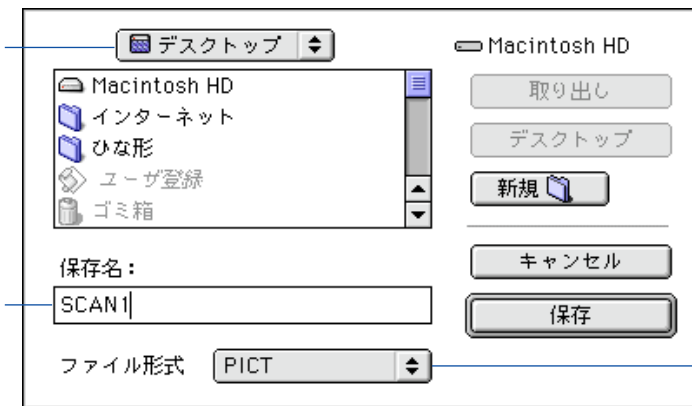 デスクトップ
Macintosh HD
インターネット
ひな形
ユーザ登録
ゴミ箱
Macintosh HD
取り出し
デスクトップ
新規
キャンセル
保存
保存名：
SCAN1
ファイル形式 PICT